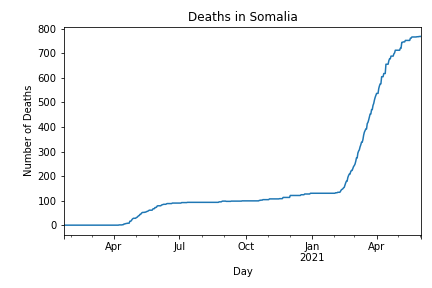 Deaths in Somalia
Number of Deaths
800
700
600
500
400
300
200
100
0
Apr
Jul
Oct
Jan
2021
Apr
Day